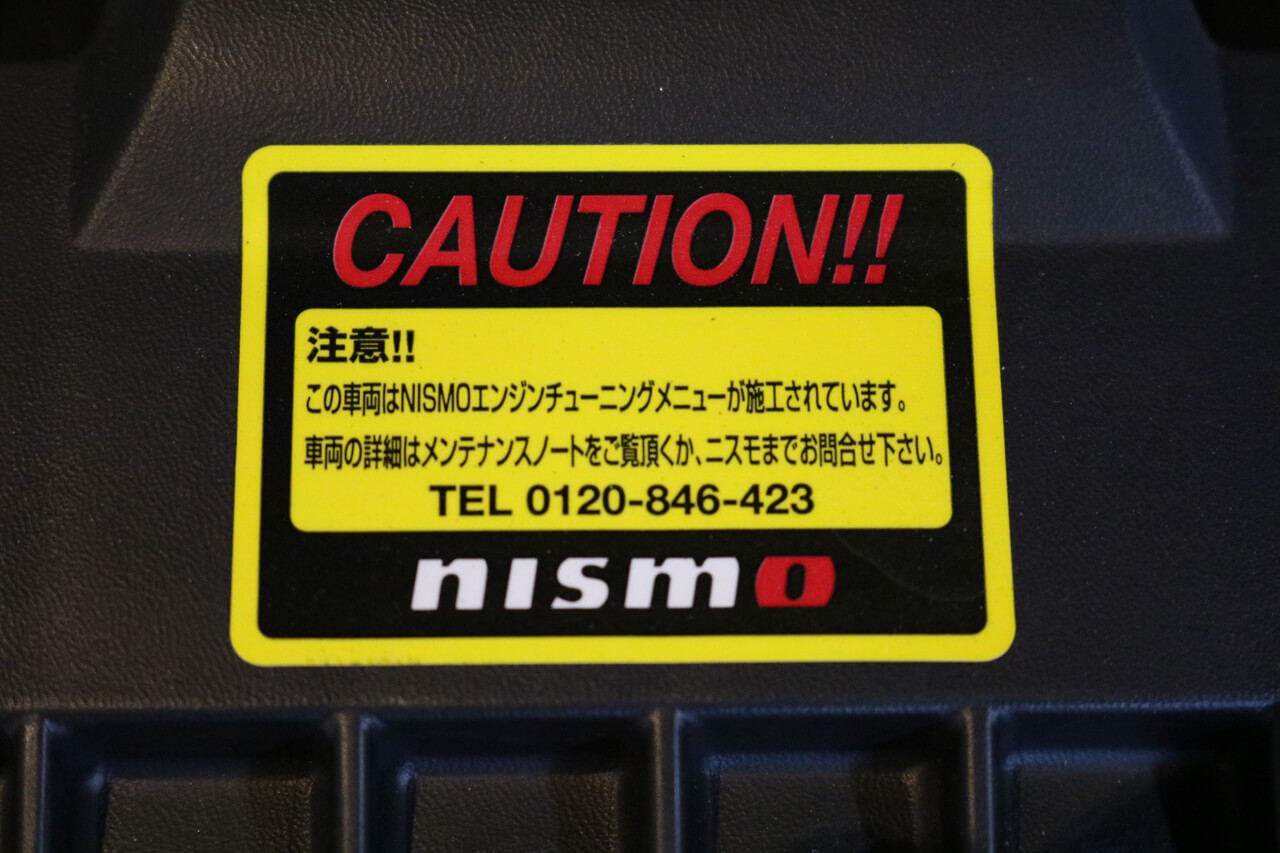 CAUTION!!
注意!!
この車両はNISMOエンジンチューニングメニューが施工されています。
車両の詳細はメンテナンスノートをご覧頂くか、ニスモまでお問合せ下さい。
TEL 0120-846-423
nismo